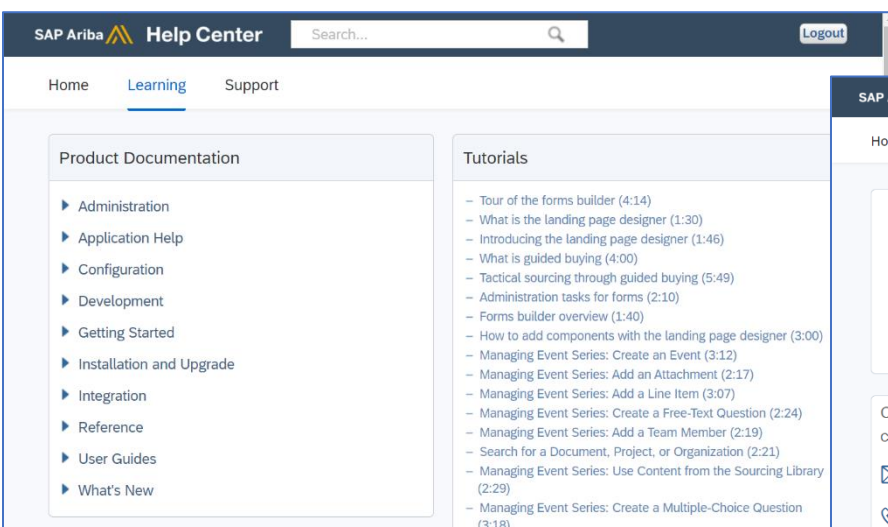 SAP Ariba Help Center Search... Logout
Home Learning Support
SAP
Ho
Product Documentation
Administration
Application Help
Configuration
Development
Getting Started
Installation and Upgrade
Integration
Reference
User Guides
What's New
Tutorials
– Tour of the forms builder (4:14)
– What is the landing page designer (1:30)
– Introducing the landing page designer (1:46)
– What is guided buying (4:00)
– Tactical sourcing through guided buying (5:49)
– Administration tasks for forms (2:10)
– Forms builder overview (1:40)
– How to add components with the landing page designer (3:00)
– Managing Event Series: Create an Event (3:12)
– Managing Event Series: Add an Attachment (2:17)
– Managing Event Series: Add a Line Item (3:07)
– Managing Event Series: Create a Free-Text Question (2:24)
– Managing Event Series: Add a Team Member (2:19)
– Search for a Document, Project, or Organization (2:21)
– Managing Event Series: Use Content from the Sourcing Library
(2:29)
– Managing Event Series: Create a Multiple-Choice Question
(3:18)